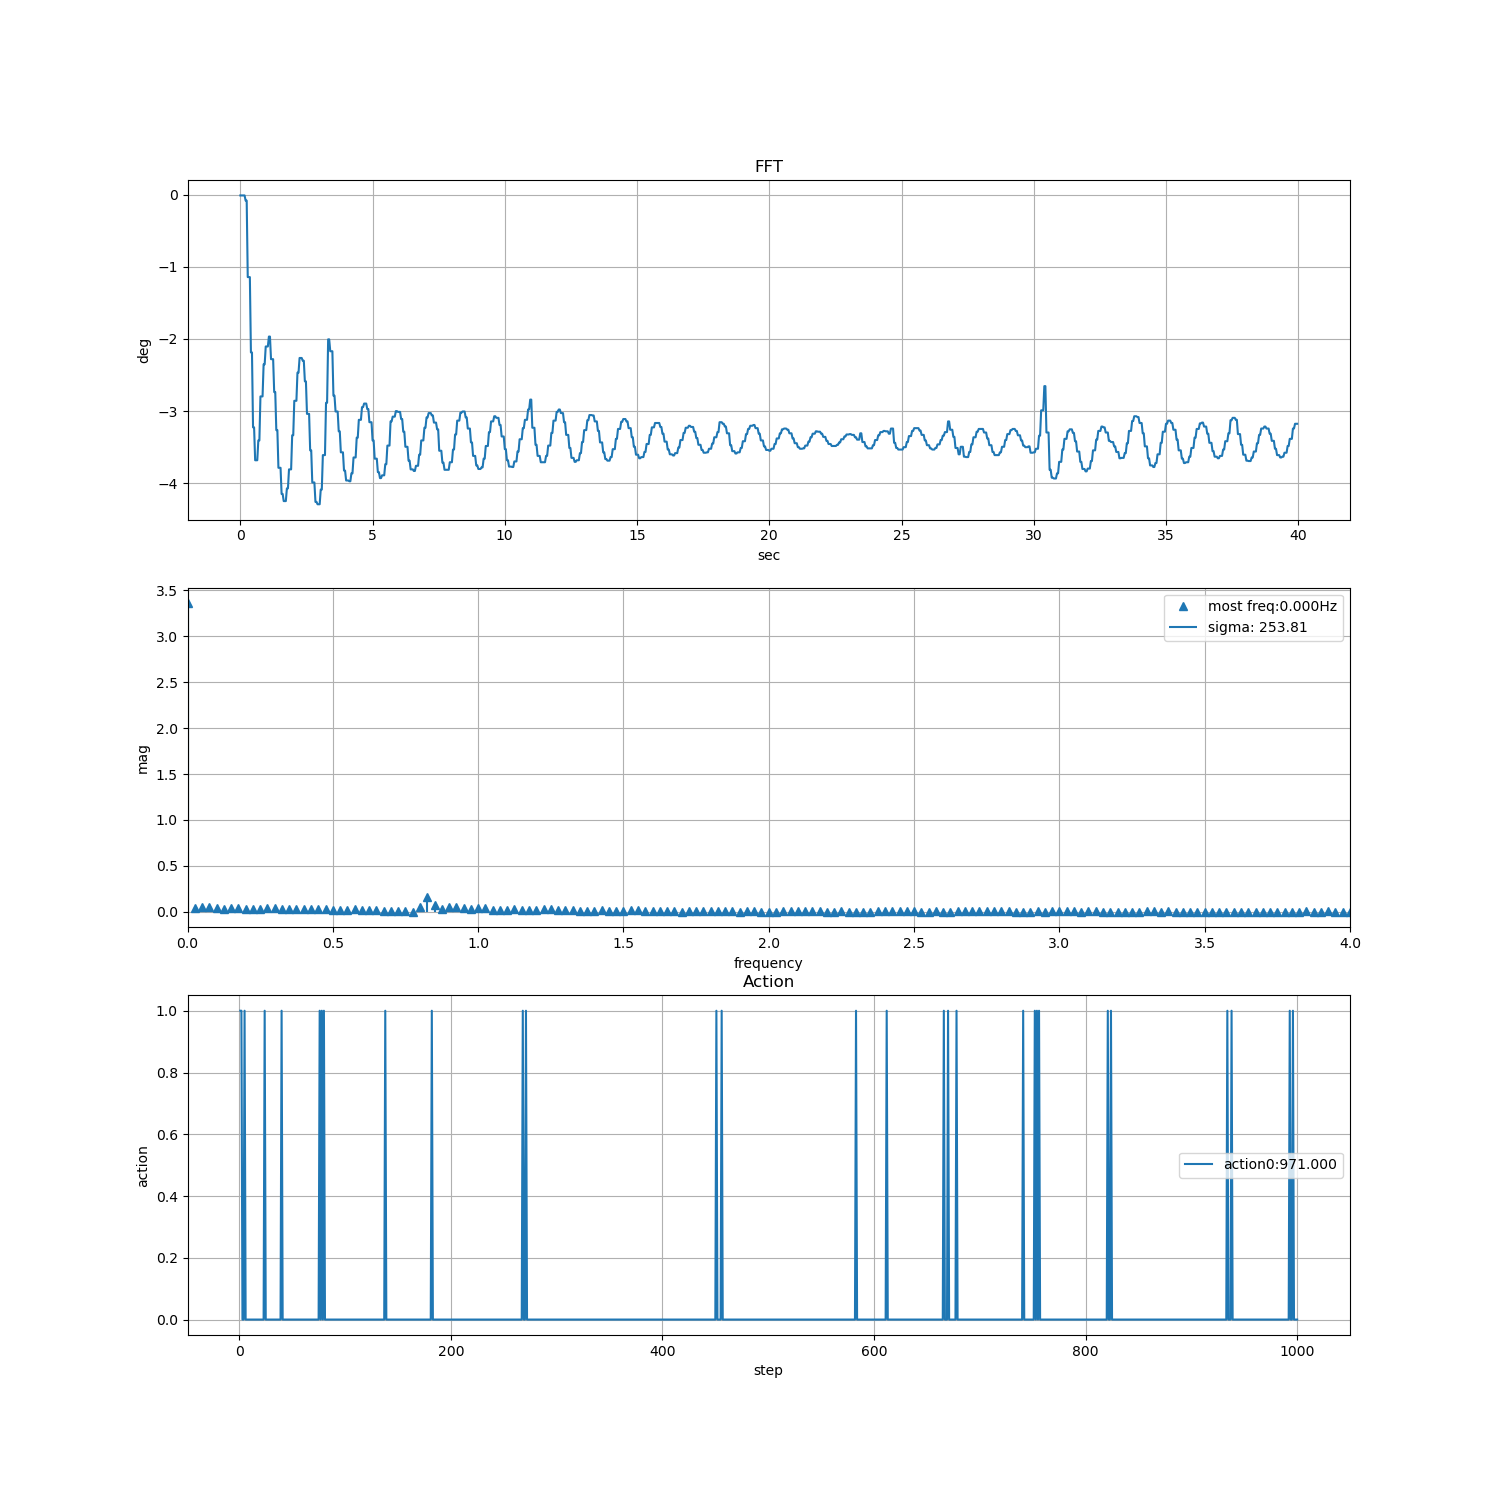 FFT
0
−1
−2
−3
−4
deg
0 5 10 15 20 25 30 35 40
sec
3.5
3.0
2.5
2.0
1.5
1.0
0.5
0.0
mag
most freq:0.000Hz
sigma: 253.81
0.0 0.5 1.0 1.5 2.0 2.5 3.0 3.5 4.0
frequency
Action
1.0
0.8
0.6
0.4
0.2
0.0
action
action0:971.000
0 200 400 600 800 1000
step